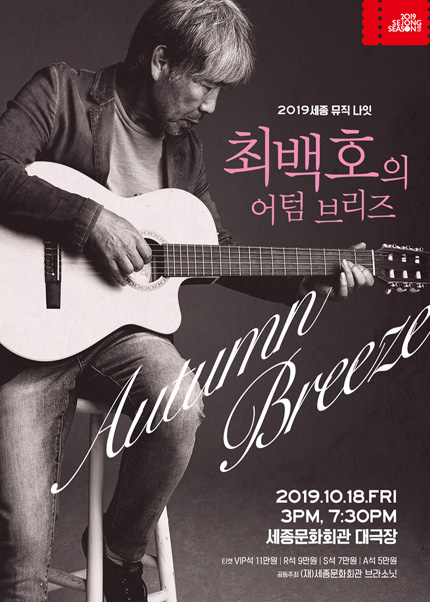 2019
SEJONG
SEASON
2019세종 뮤직 나잇
최백호의
어텀 브리즈
Autumn
Breeze
2019.10.18.FRI
3PM, 7:30PM
세종문화회관 대극장
티켓 VIP석 11만원 | R석 9만원 | S석 7만원 | A석 5만원
공동주최 (재)세종문화회관 브라소닛